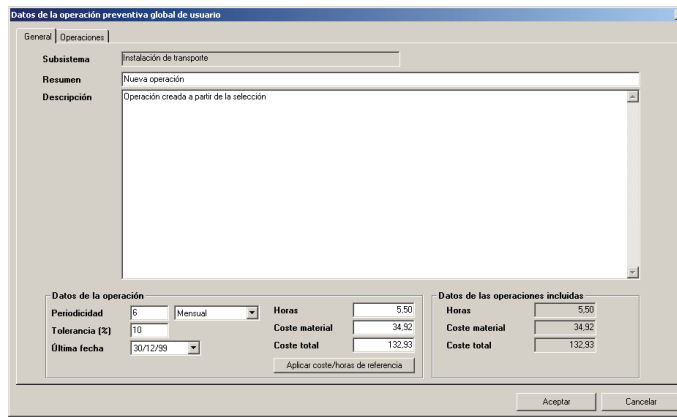 Datos de la operación preventiva global de usuario
General Operaciones
Subsistema Instalación de transporte
Resumen Nueva operación
Descripción Operación creada a partir de la selección
Datos de la operación
Periodicidad 6 Mensual Horas 5,50
Tolerancia (%) 10 Coste material 34,92
Última fecha 30/12/99 Coste total 132,93
Aplicar coste/horas de referencia
Datos de las operaciones incluidas
Horas 5,50
Coste material 34,92
Coste total 132,93
Aceptar Cancelar